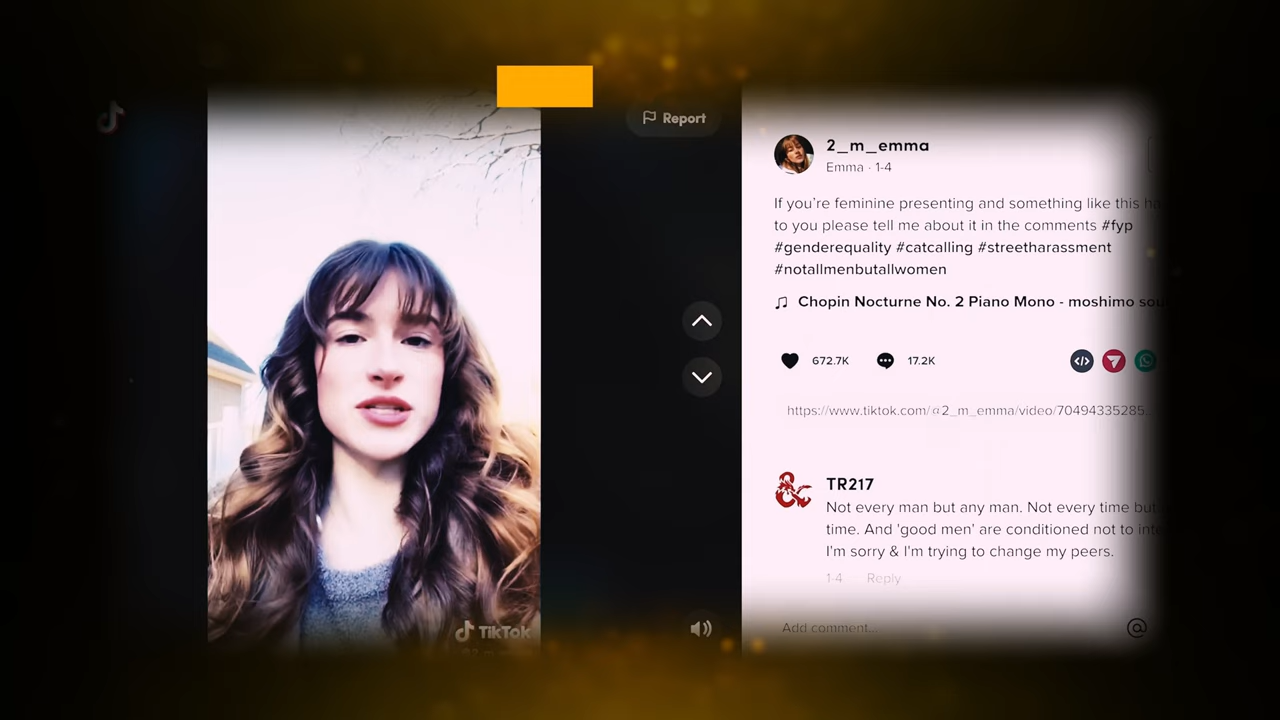 Report
2_m_emma
Emma · 1-4
If you're feminine presenting and something like this
to you please tell me about it in the comments #fyp
#genderequality #catcalling #streetharassment
#notallmenbutallwomen
Chopin Nocturne No. 2 Piano Mono - moshimo
672.7K
17.2K
https://www.tiktok.com/@2_m_emma/video/70494335285...
TR217
Not every man but any man. Not every time but
time. And 'good men' are conditioned not to
I'm sorry & I'm trying to change my peers.
1-4 Reply
TikTok
Add comment...